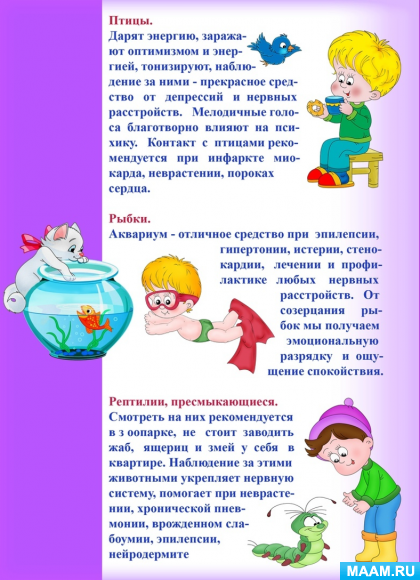 Птицы.
Дарят энергию, заража-
ют оптимизмом и энер-
гией, тонизируют, наблю-
дение за ними - прекрасное сред-
ство от депрессий и нервных
расстройств. Мелодичные голо-
са благотворно влияют на пси-
хику. Контакт с птицами реко-
мендуется при инфаркте мио-
карда, неврастении, пороках
сердца.
Рыбки.
Аквариум - отличное средство при эпилепсии,
гипертонии, истерии, стено-
кардии, лечении и профи-
лактике любых нервных
расстройств. От
созерцания ры-
бок мы получаем
эмоциональную
разрядку и ощу-
щение спокойствия.
Рептилии, пресмыкающиеся.
Смотреть на них рекомендуется
в з оопарке, не стоит заводить
жаб, ящериц и змей у себя в
квартире. Наблюдение за этими
животными укрепляет нервную
систему, помогает при неврасте-
нии, хронической пнев-
монии, врожденном сла-
боумии, эпилепсии,
нейродермите
MAAM.RU